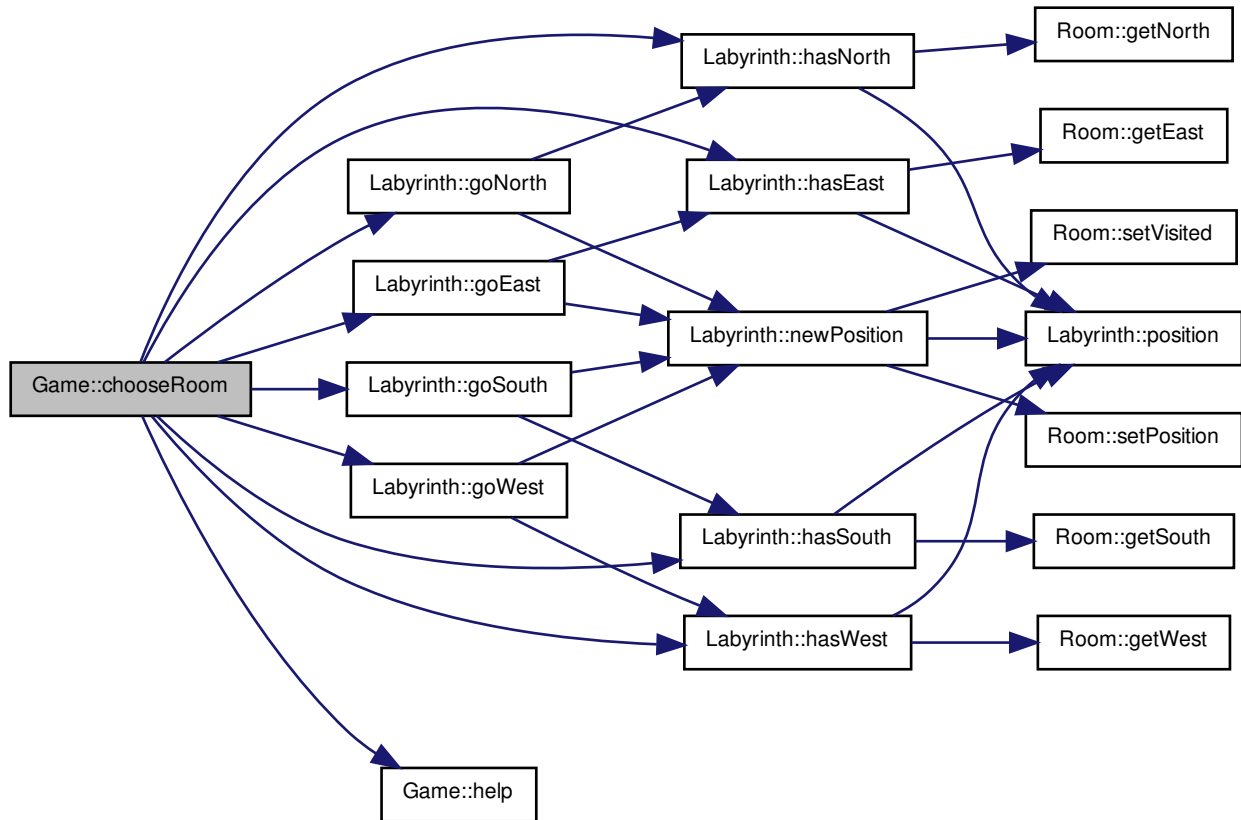 Game::chooseRoom
Labyrinth::goNorth
Labyrinth::goEast
Labyrinth::goSouth
Labyrinth::goWest
Game::help
Labyrinth::hasNorth
Labyrinth::hasEast
Labyrinth::newPosition
Labyrinth::hasSouth
Labyrinth::hasWest
Room::getNorth
Room::getEast
Room::setVisited
Labyrinth::position
Room::setPosition
Room::getSouth
Room::getWest